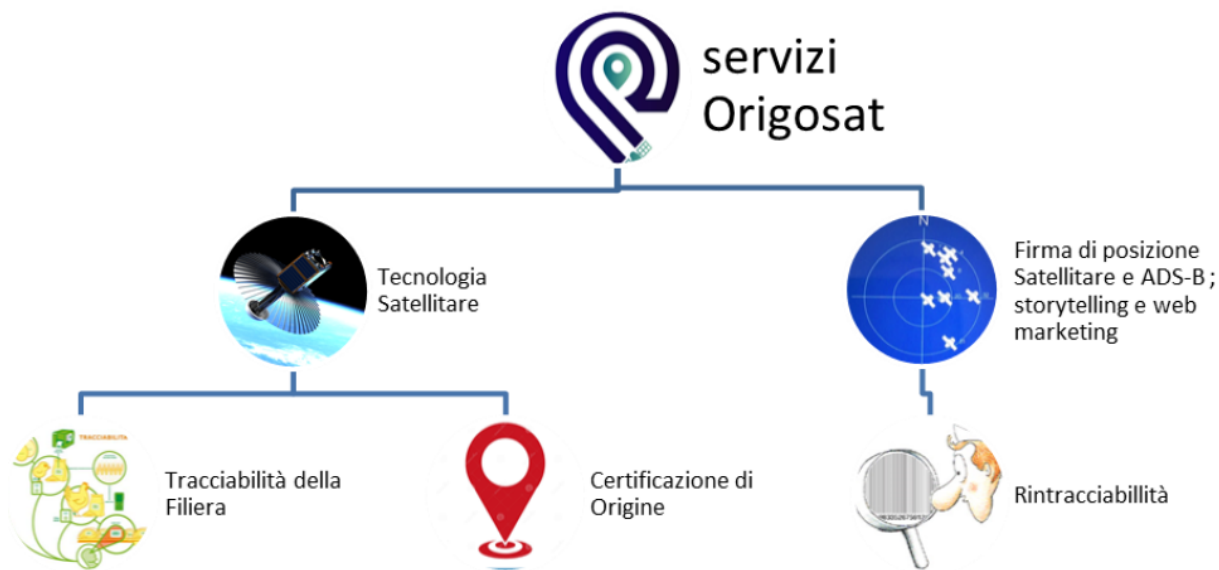 servizi
Origosat
Tecnologia
Satellitare
N
Firma di posizione
Satellitare e ADS-B;
storytelling e web
marketing
TRACCIABILITA
Tracciabilità della
Filiera
Certificazione di
Origine
Rintracciabillità